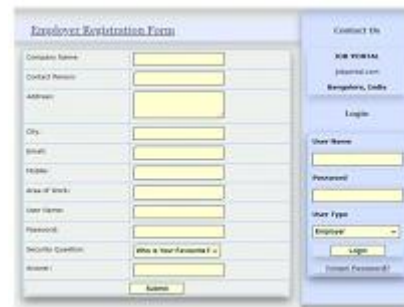 Employer Registration Form
Company Name:
Contact Person:
Address:
City:
Email:
Mobile:
Area of Work:
User Name:
Password:
Security Question:
Who is Your Favourite F
Answer:
Submit
Contact Us
JOB PORTAL
jobportal.com
Bangalore, India
Login
User Name
Password
User Type
Employer
Login
Forgot Password?